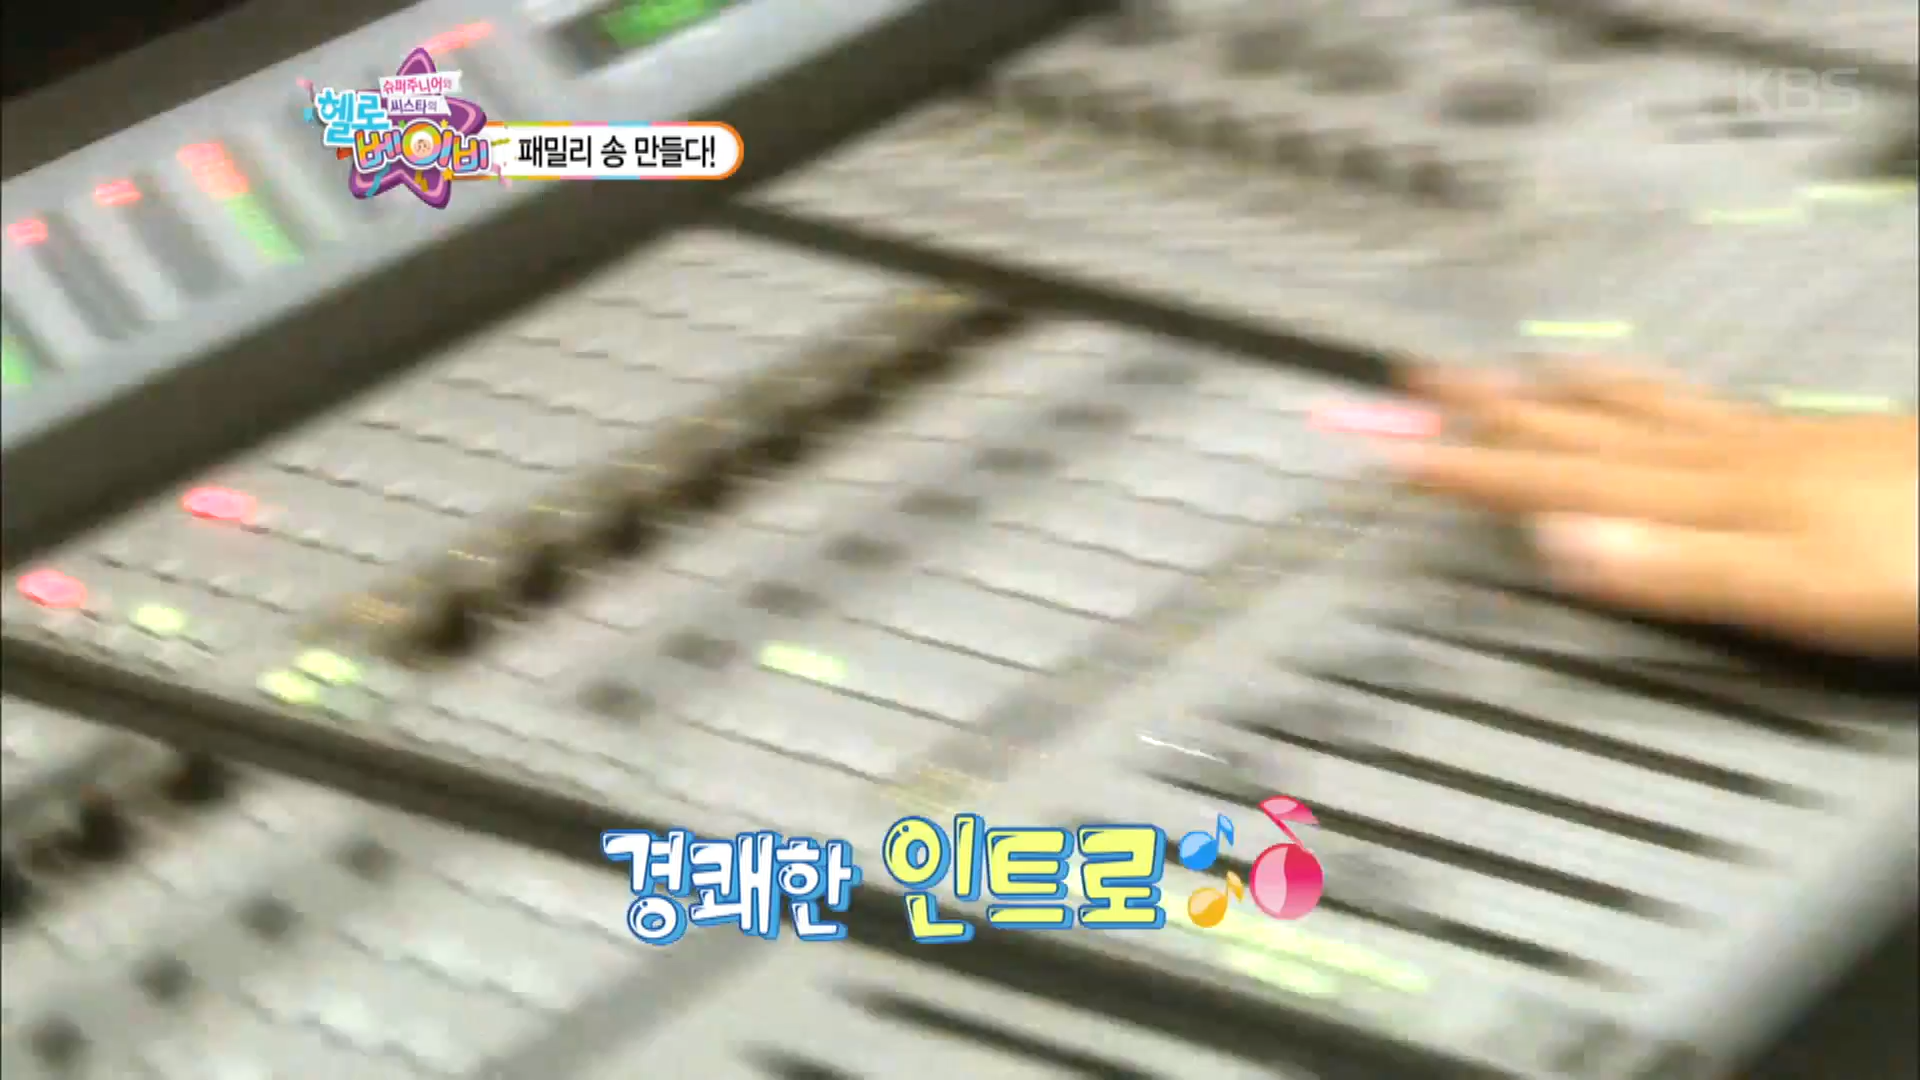 슈퍼주니어와
씨스타의
헬로
베이비
패밀리 송 만들다!
KBS
경쾌한 인트로